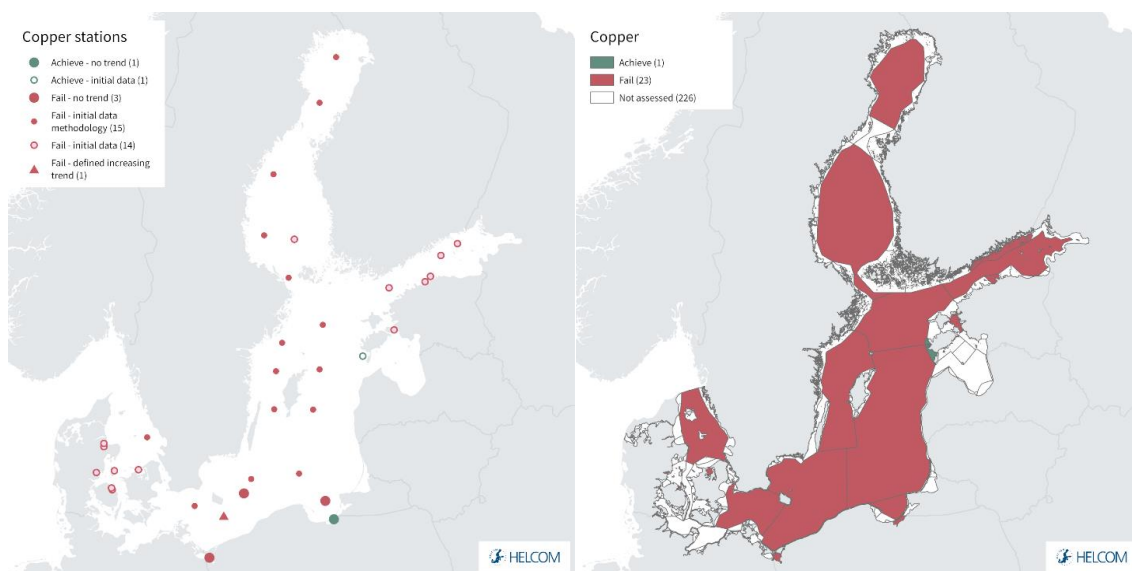 Copper stations
Achieve - no trend (1)
Achieve - initial data (1)
Fail - no trend (3)
Fail - initial data
methodology (15)
Fail - initial data (14)
Fail - defined increasing
trend (1)
HELCOM
Copper
Achieve (1)
Fail (23)
Not assessed (226)
HELCOM